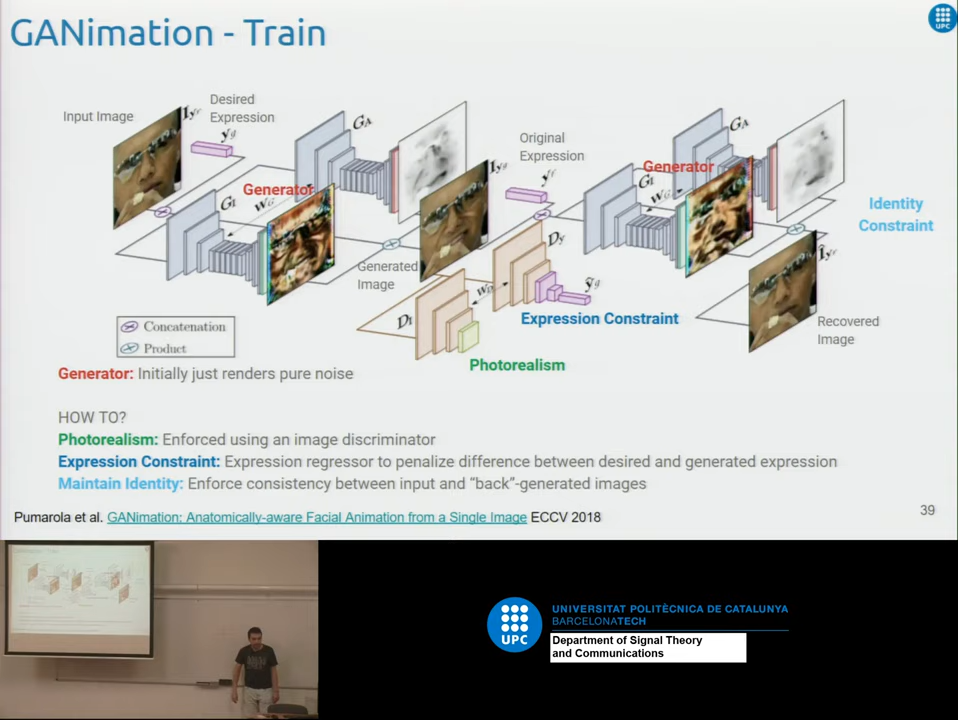 GANimation - Train
UPC
Input Image
Desired
Expression
Original
Expression
Generator
Generator
Identity
Constraint
Generated
Image
Concatenation
Product
Expression Constraint
Photorealism
Recovered
Image
Generator: Initially just renders pure noise
HOW TO?
Photorealism: Enforced using an image discriminator
Expression Constraint: Expression regressor to penalize difference between desired and generated expression
Maintain Identity: Enforce consistency between input and “back”-generated images
Pumarola et al. GANimation: Anatomically-aware Facial Animation from a Single Image ECCV 2018
39
UPC
UNIVERSITAT POLITÈCNICA DE CATALUNYA
BARCELONATECH
Department of Signal Theory
and Communications